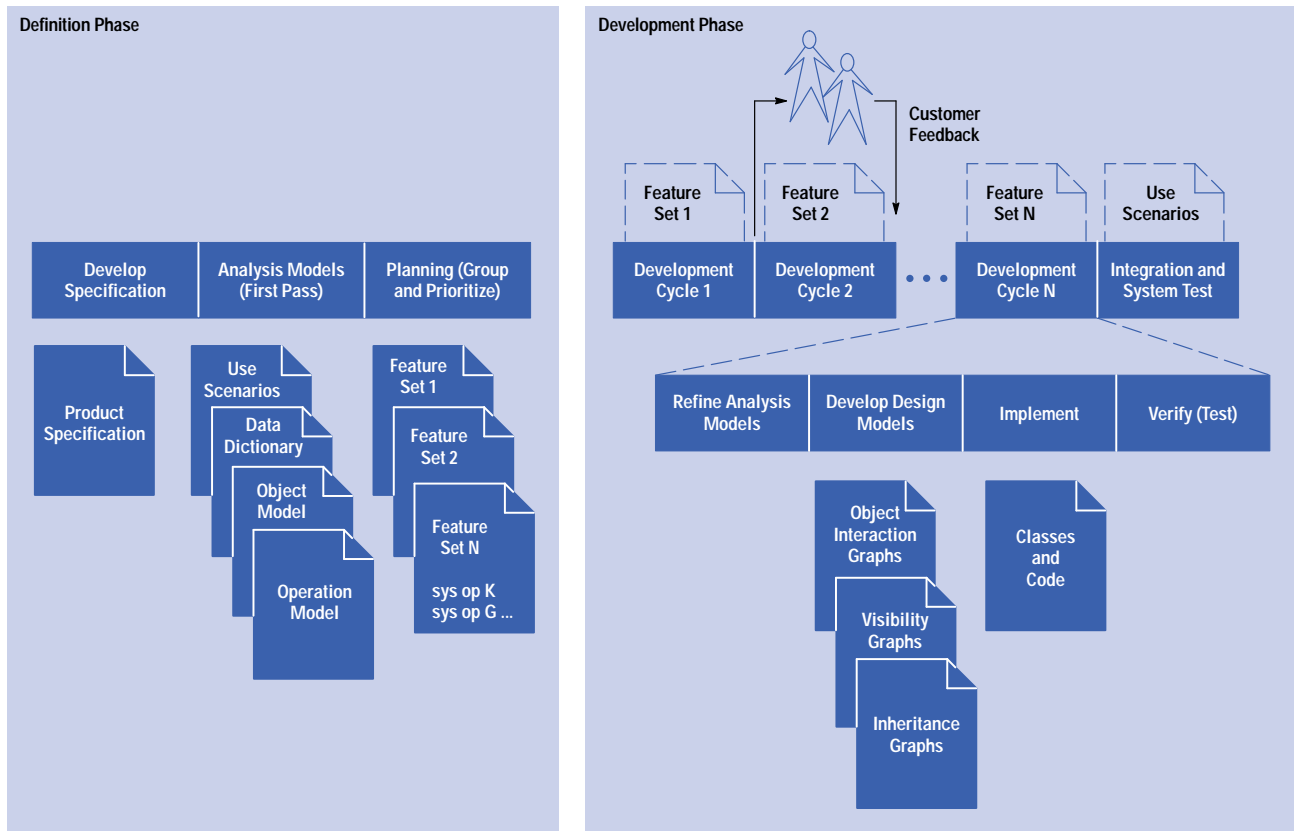 Definition Phase
Develop
Specification
Analysis Models
(First Pass)
Planning (Group
and Prioritize)
Product
Specification
Use
Scenarios
Data
Dictionary
Object
Model
Operation
Model
Feature
Set 1
Feature
Set 2
Feature
Set N
sys op K
sys op G ...
Development Phase
Customer
Feedback
Feature
Set 1
Feature
Set 2
Feature
Set N
Use
Scenarios
Development
Cycle 1
Development
Cycle 2
Development
Cycle N
Integration and
System Test
Refine Analysis
Models
Develop Design
Models
Implement
Verify (Test)
Object
Interaction
Graphs
Visibility
Graphs
Inheritance
Graphs
Classes
and
Code